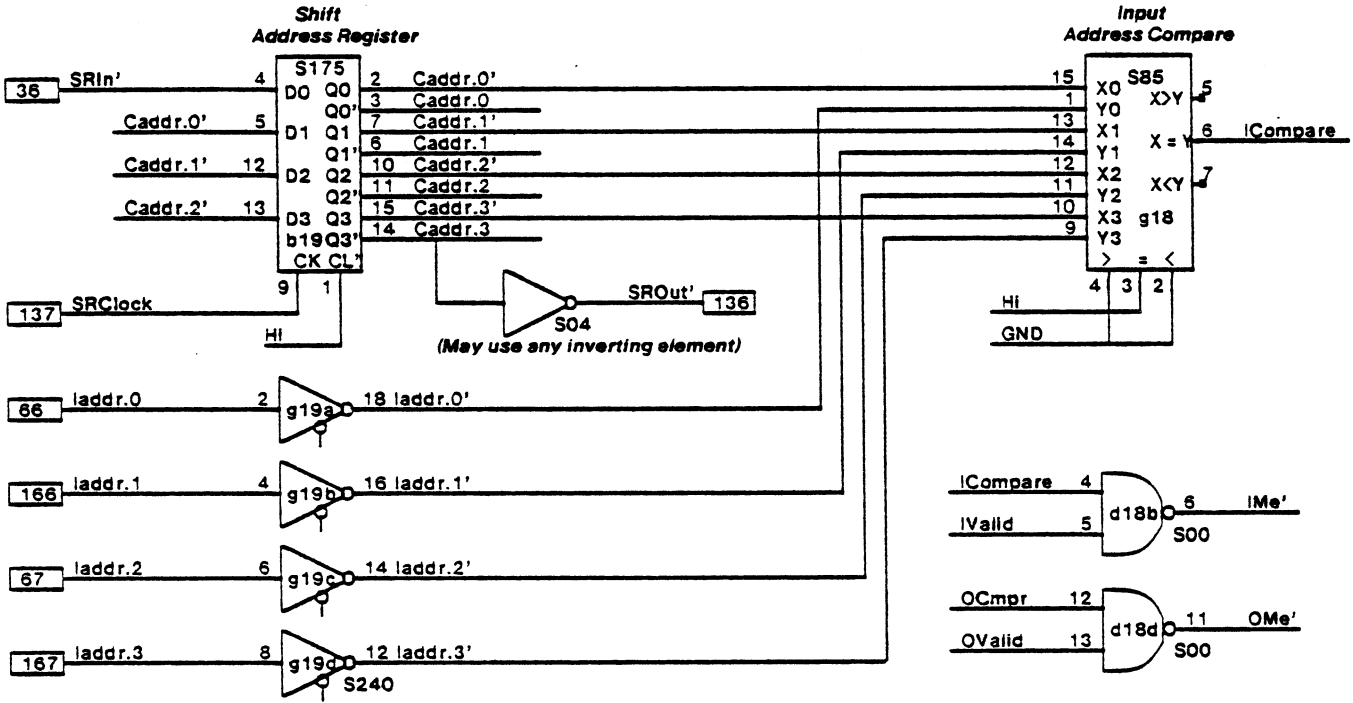 Shift
Address Register
Input
Address Compare
36 SRIn' 4 D0 S175 Q0 2 Caddr.0'
Q0' 3 Caddr.0
Caddr.0' 5 D1 Q1 7 Caddr.1'
Q1' 6 Caddr.1
Caddr.1' 12 D2 Q2 10 Caddr.2'
Q2' 11 Caddr.2
Caddr.2' 13 D3 Q3 15 Caddr.3'
b19 Q3' 14 Caddr.3
CK CL'
9 1
137 SRClock
Hi
SROut' 136
S04
(May use any inverting element)
15 X0 S85 X>Y 5
1 Y0
13 X1
14 Y1 X = Y 6 ICompare
12 X2
11 Y2 X<Y 7
10 X3 g18
9 Y3
> = <
4 3 2
Hi
GND
66 Iaddr.0 2 g19a 18 Iaddr.0'
166 Iaddr.1 4 g19b 16 Iaddr.1'
67 Iaddr.2 6 g19c 14 Iaddr.2'
167 Iaddr.3 8 g19d 12 Iaddr.3'
S240
ICompare 4 d18b 6 IMe'
IValid 5 S00
OCmpr 12 d18d 11 OMe'
OValid 13 S00